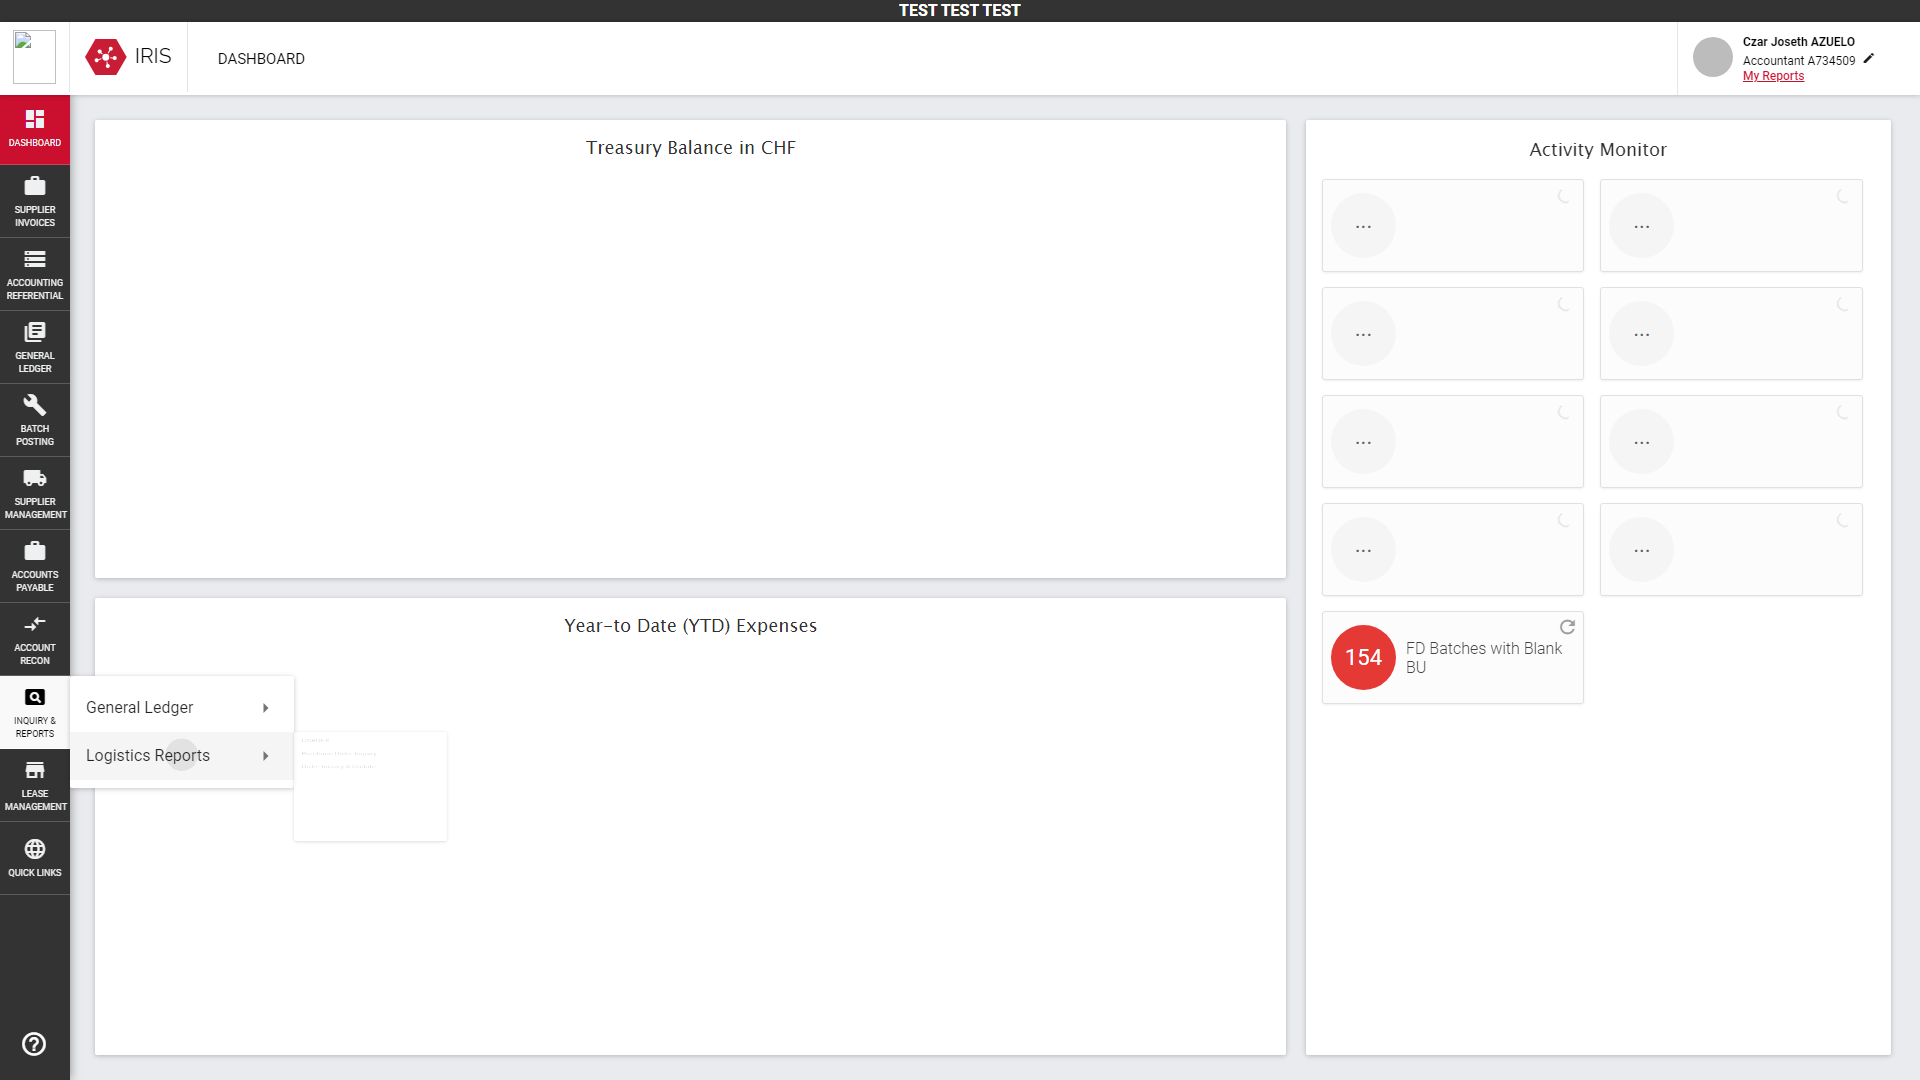 TEST TEST TEST
IRIS
DASHBOARD
Czar Joseth AZUELO
Accountant A734509
My Reports
DASHBOARD
SUPPLIER
INVOICES
ACCOUNTING
REFERENTIAL
GENERAL
LEDGER
BATCH
POSTING
SUPPLIER
MANAGEMENT
ACCOUNTS
PAYABLE
ACCOUNT
RECON
INQUIRY &
REPORTS
LEASE
MANAGEMENT
QUICK LINKS
General Ledger
Logistics Reports
Treasury Balance in CHF
Year-to Date (YTD) Expenses
Activity Monitor
...
...
...
...
...
...
...
...
154
FD Batches with Blank
BU